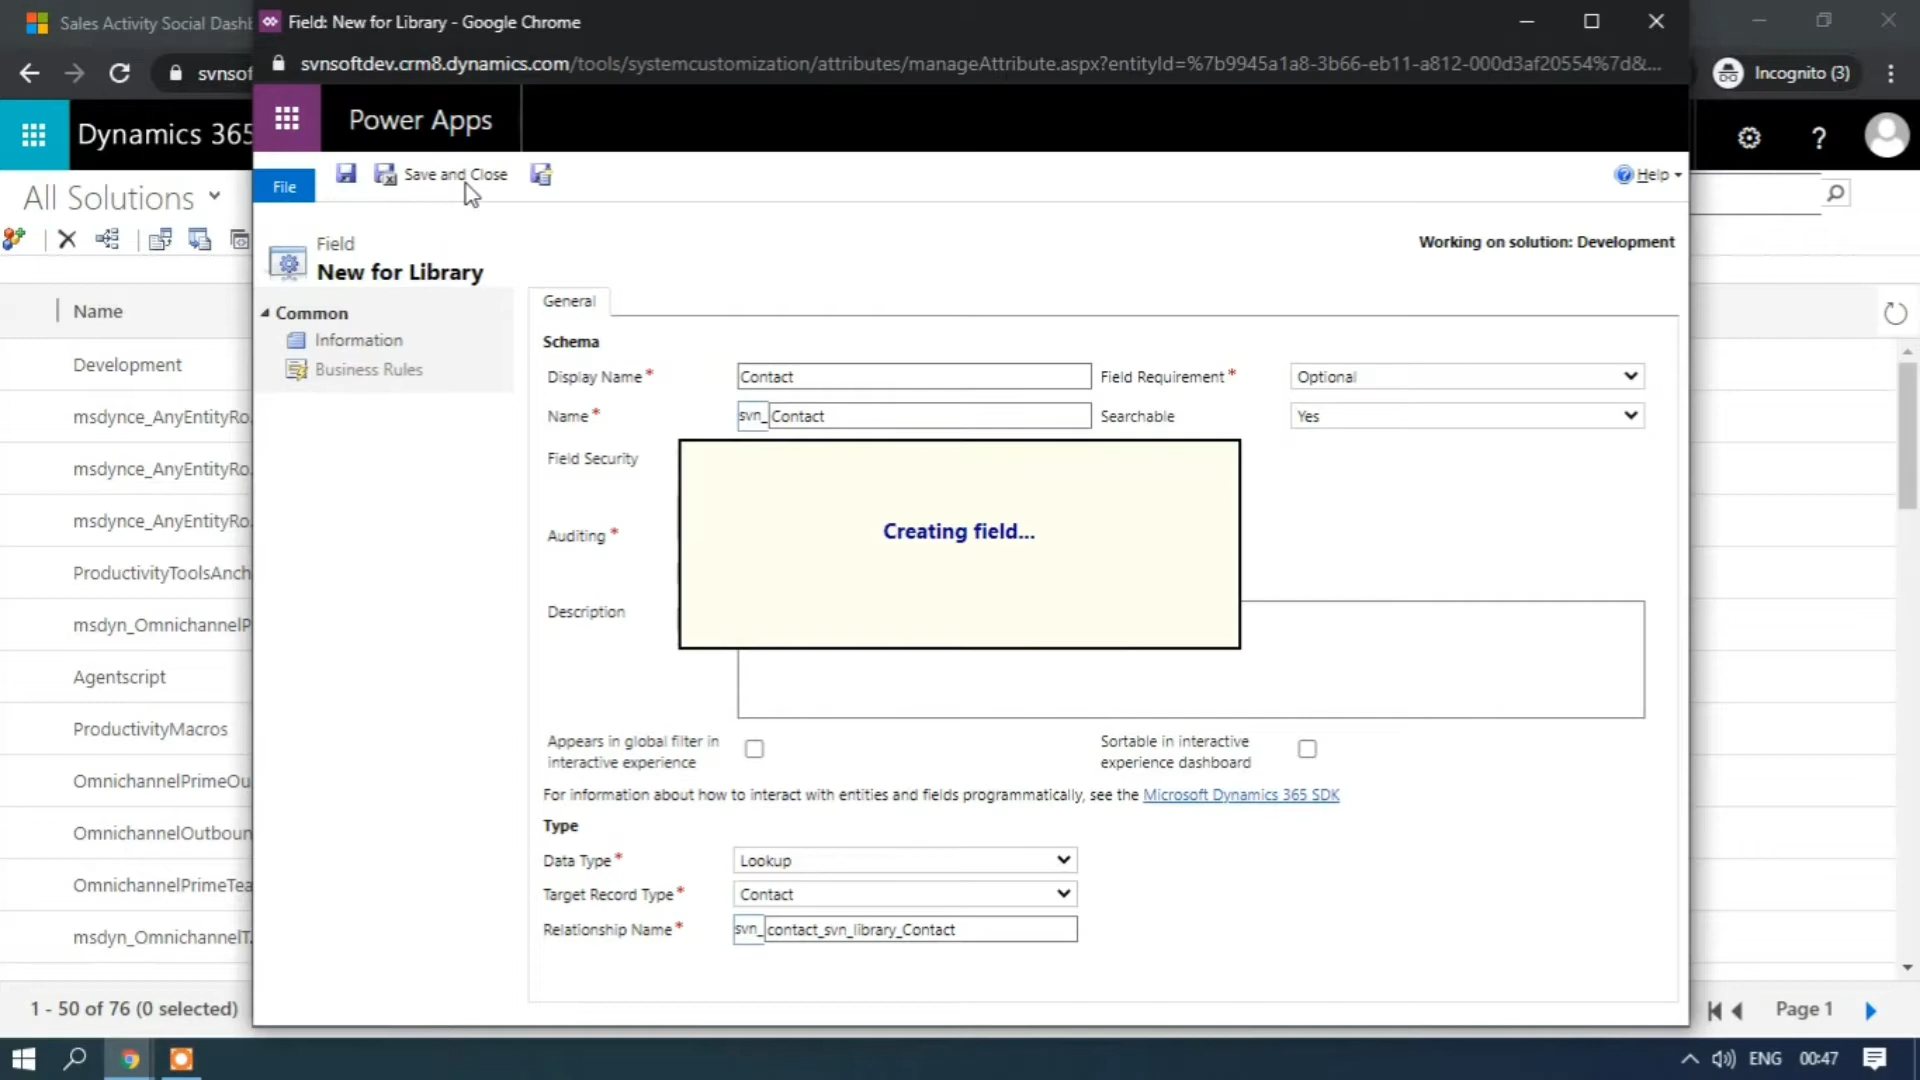 Sales Activity Social Dashb
Field: New for Library - Google Chrome
svnsof
svnsoftdev.crm8.dynamics.com/tools/systemcustomization/attributes/manageAttribute.aspx?entityId=%7b9945a1a8-3b66-eb11-a812-000d3af20554%7d&...
Incognito (3)
Dynamics 365
Power Apps
?
File
Save and Close
Help
All Solutions
Field
New for Library
Working on solution: Development
Common
Information
Business Rules
General
Schema
Display Name*
Contact
Field Requirement*
Optional
Name*
svn_
Contact
Searchable
Yes
Field Security
Creating field...
Auditing *
Description
Appears in global filter in
interactive experience
Sortable in interactive
experience dashboard
For information about how to interact with entities and fields programmatically, see the Microsoft Dynamics 365 SDK
Type
Data Type*
Lookup
Target Record Type*
Contact
Relationship Name*
svn_
contact_svn_library_Contact
Name
Development
msdynce_AnyEntityRo.
msdynce_AnyEntityRo.
msdynce_AnyEntityRo.
ProductivityToolsAnch
msdyn_OmnichannelP
Agentscript
ProductivityMacros
OmnichannelPrimeOu
OmnichannelOutboun
OmnichannelPrimeTea
msdyn_OmnichannelT.
1 - 50 of 76 (0 selected)
Page 1
ENG
00:47